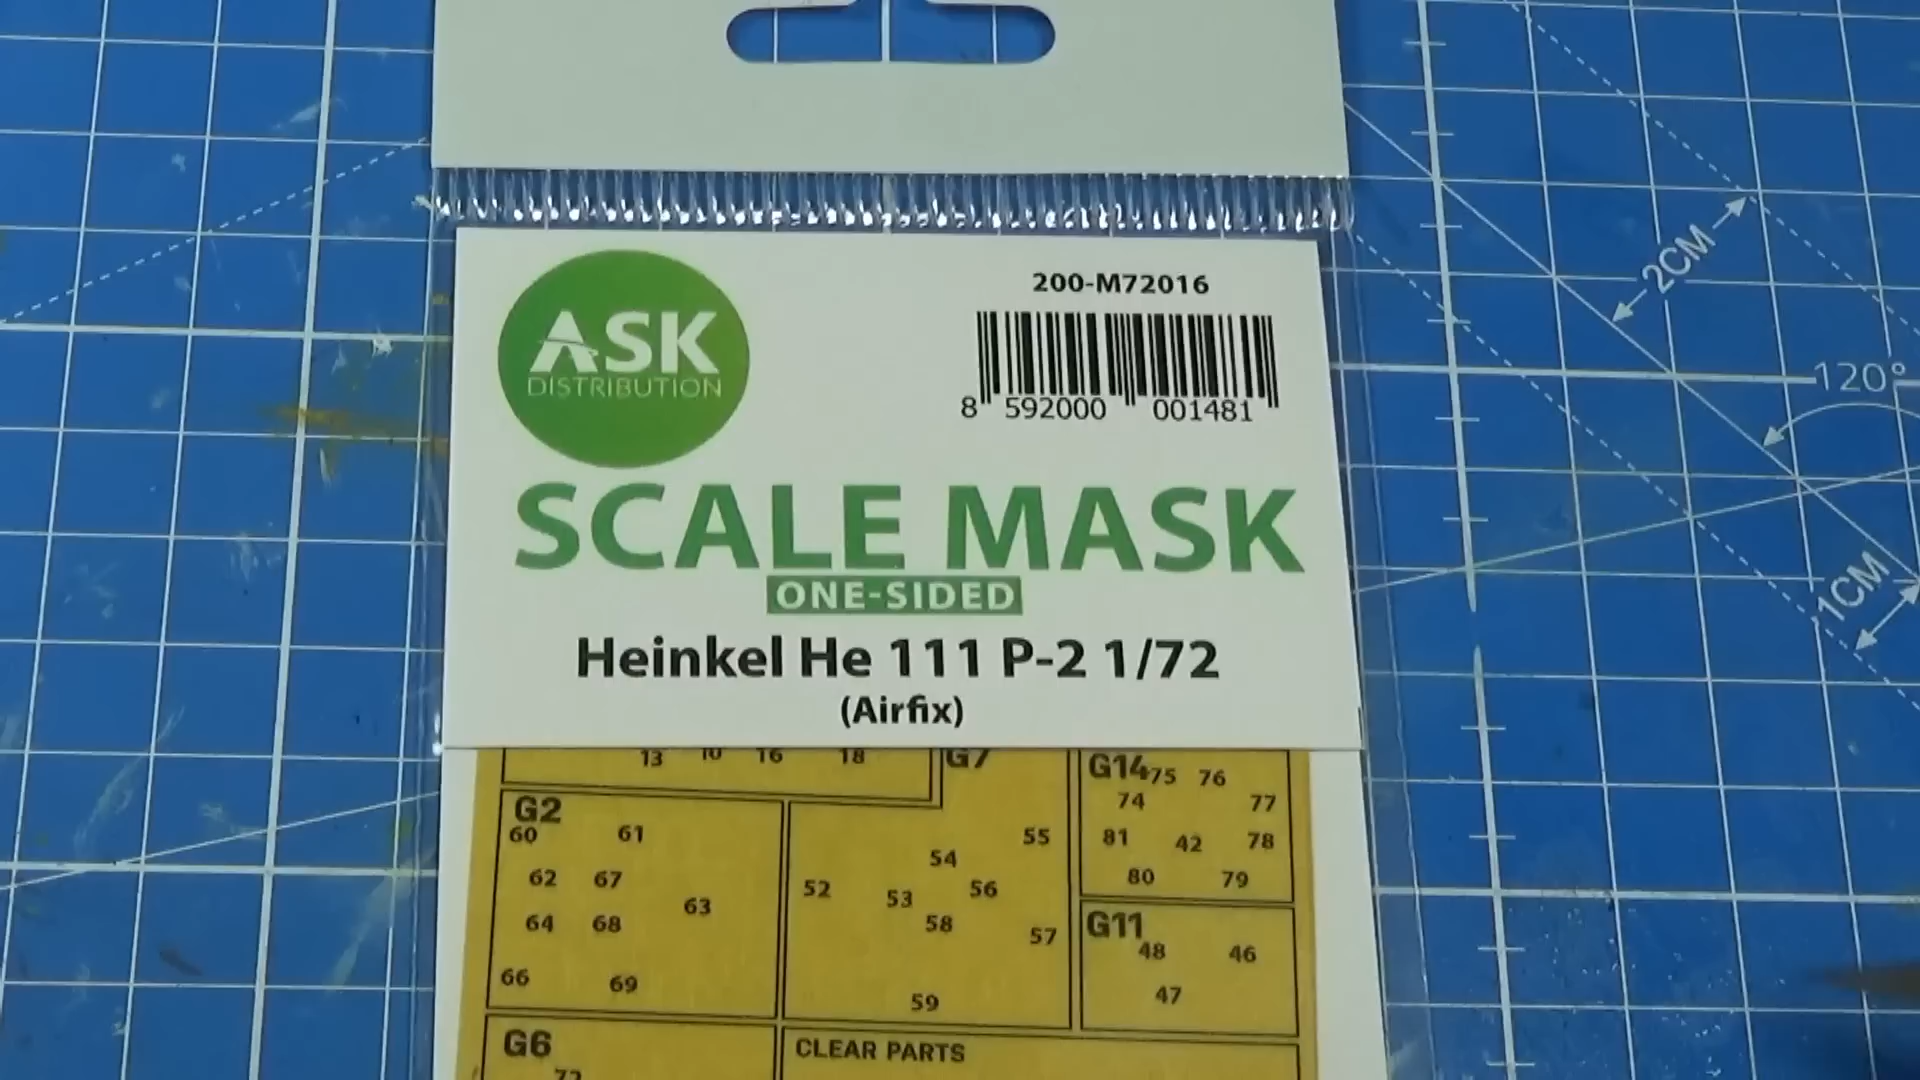 200-M72016
ASK
DISTRIBUTION
8 592000 001481
SCALE MASK
ONE-SIDED
Heinkel He 111 P-2 1/72
(Airfix)
2CM
120°
1CM
13 10 16 18
G2
60 61
62 67
63
64 68
66 69
G7
55
54
52 53 56
58
57
59
G14 75 76
74 77
81 42 78
80 79
G11
48 46
47
G6
72
CLEAR PARTS